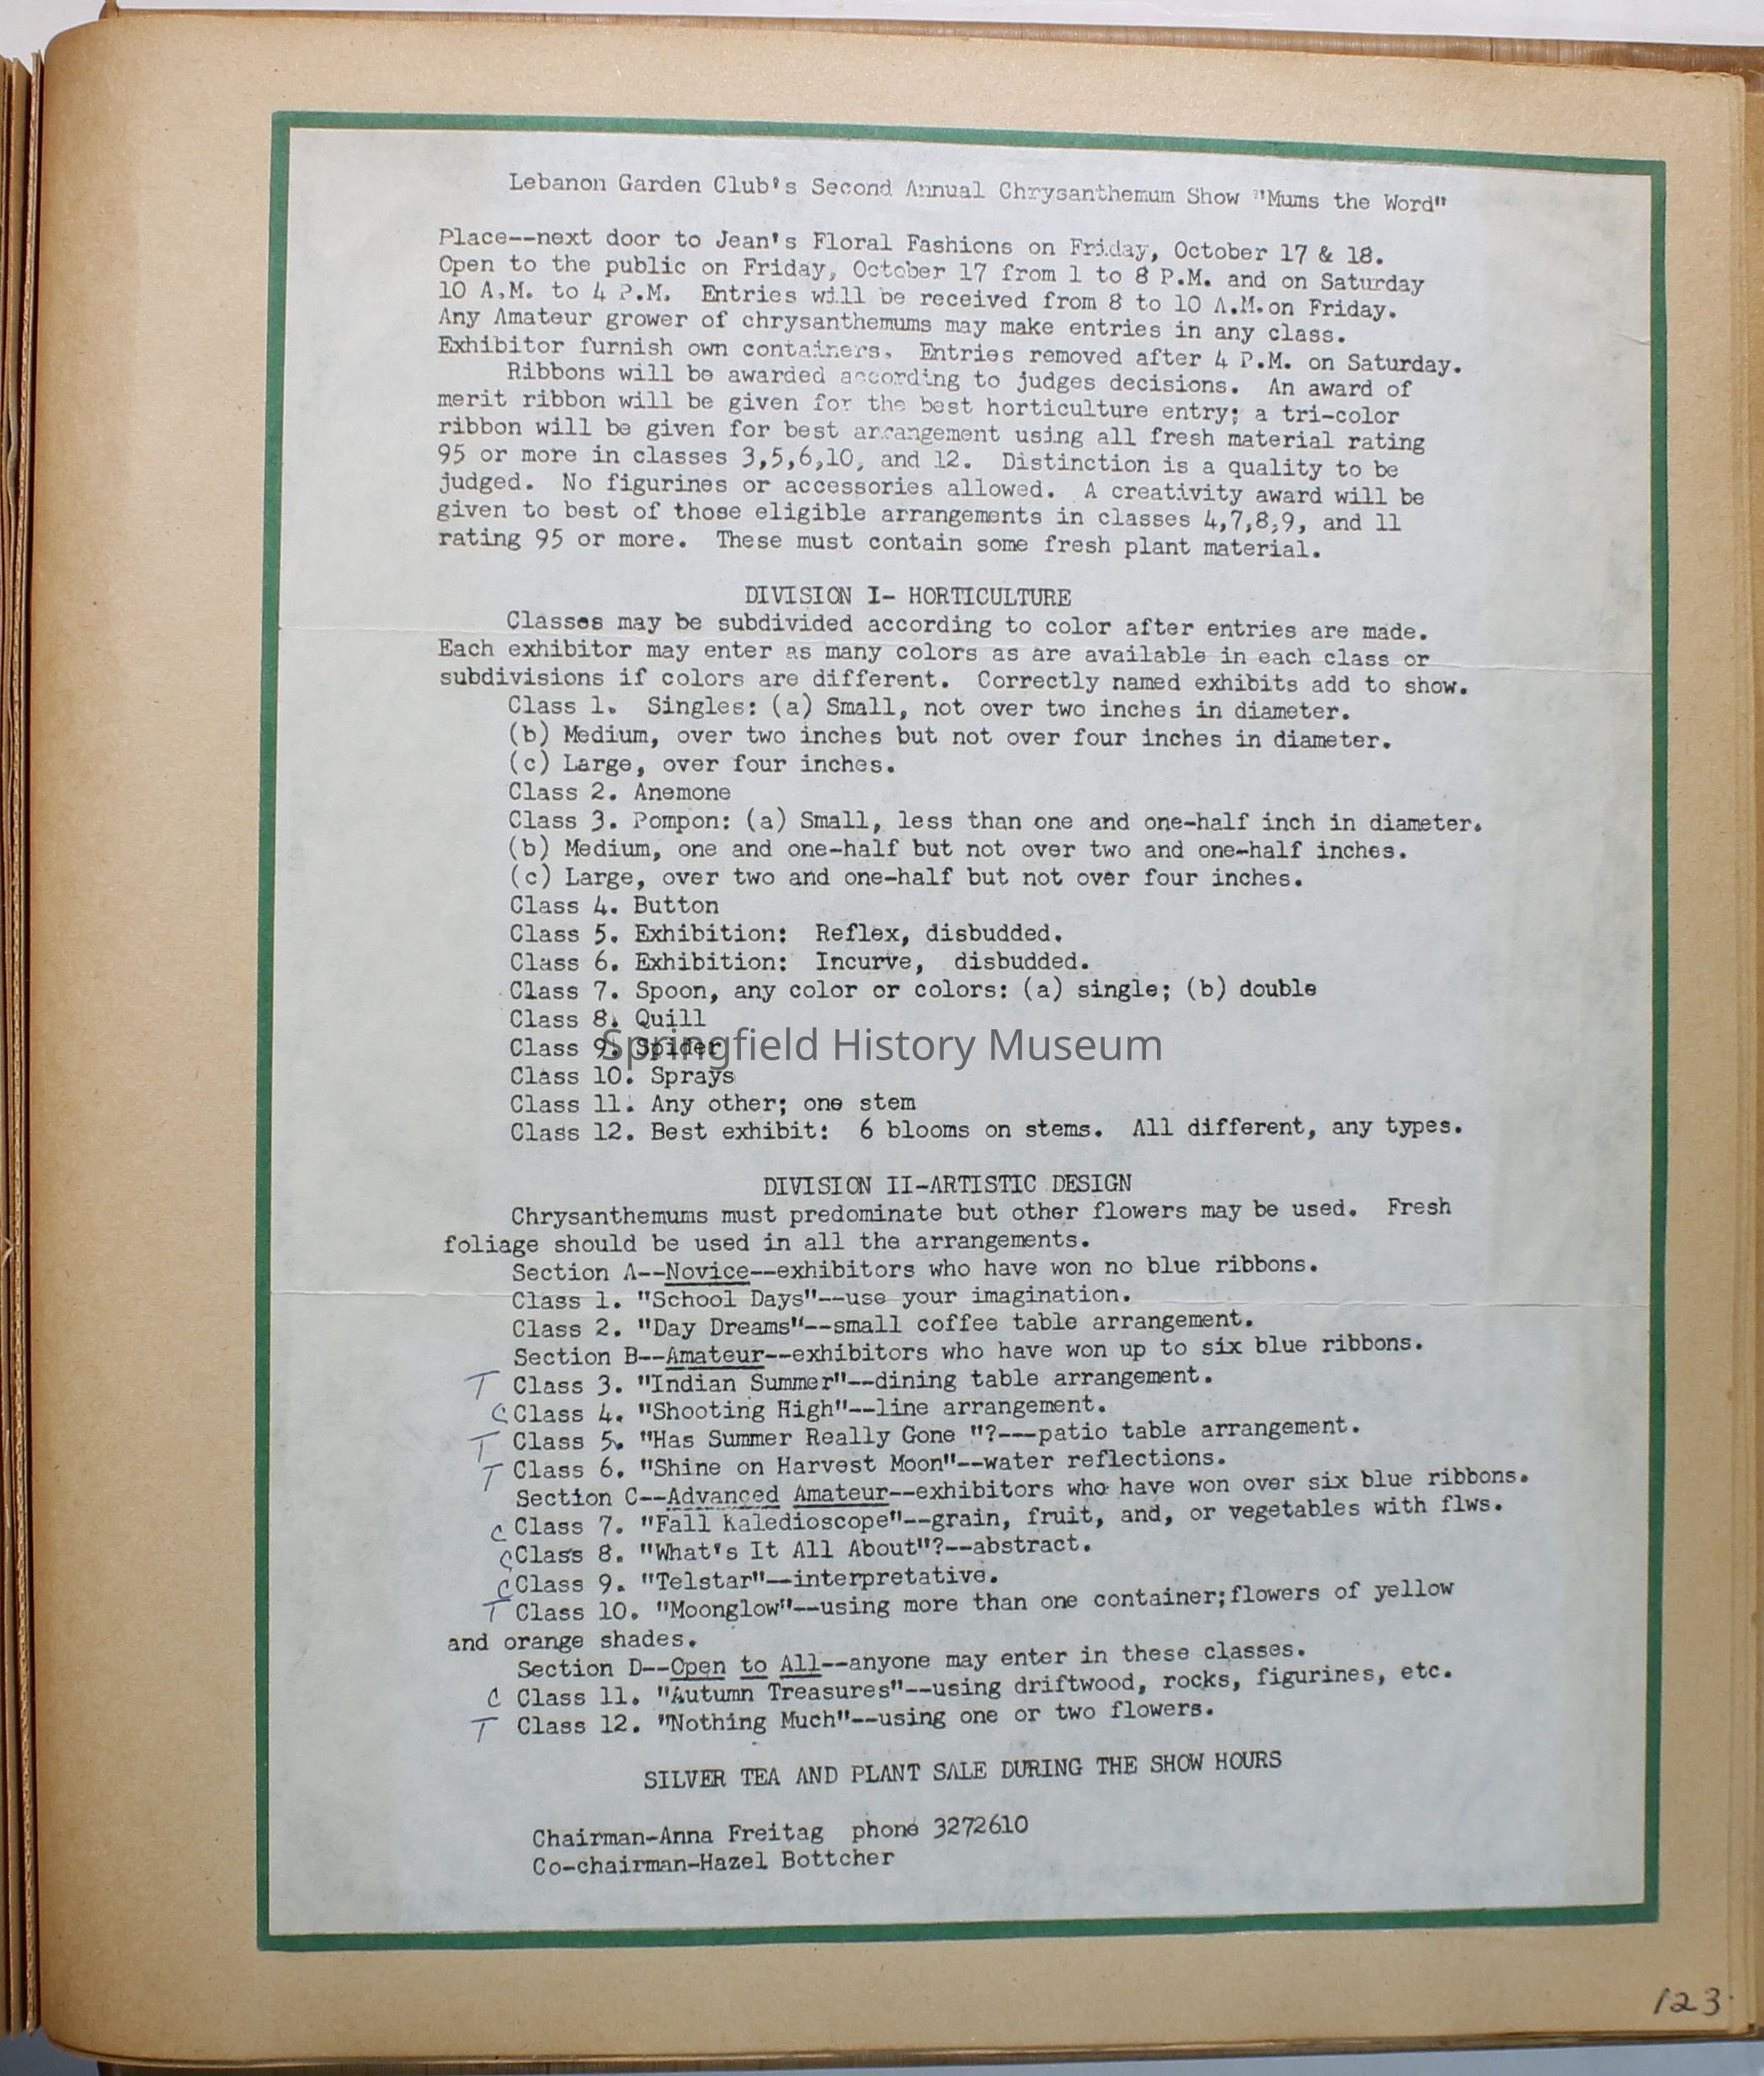 Lebanon Garden Club's Second Annual Chrysanthemum Show "Mums the Word"
Place--next door to Jean's Floral Fashions on Friday, October 17 & 18.
Open to the public on Friday, October 17 from 1 to 8 P.M. and on Saturday
10 A.M. to 4 P.M. Entries will be received from 8 to 10 A.M.on Friday.
Any Amateur grower of chrysanthemums may make entries in any class.
Exhibitor furnish own containers. Entries removed after 4 P.M. on Saturday.
Ribbons will be awarded according to judges decisions. An award of
merit ribbon will be given for the best horticulture entry; a tri-color
ribbon will be given for best arrangement using all fresh material rating
95 or more in classes 3,5,6,10, and 12. Distinction is a quality to be
judged. No figurines or accessories allowed. A creativity award will be
given to best of those eligible arrangements in classes 4,7,8,9, and 11
rating 95 or more. These must contain some fresh plant material.
DIVISION I- HORTICULTURE
Classes may be subdivided according to color after entries are made.
Each exhibitor may enter as many colors as are available in each class or
subdivisions if colors are different. Correctly named exhibits add to show.
Class 1. Singles: (a) Small, not over two inches in diameter.
(b) Medium, over two inches but not over four inches in diameter.
(c) Large, over four inches.
Class 2. Anemone
Class 3. Pompon: (a) Small, less than one and one-half inch in diameter.
(b) Medium, one and one-half but not over two and one-half inches.
(c) Large, over two and one-half but not over four inches.
Class 4. Button
Class 5. Exhibition: Reflex, disbudded.
Class 6. Exhibition: Incurve, disbudded.
Class 7. Spoon, any color or colors: (a) single; (b) double
Class 8. Quill
Class 9. Spider
Springfield History Museum
Class 10. Sprays
Class 11. Any other; one stem
Class 12. Best exhibit: 6 blooms on stems. All different, any types.
DIVISION II-ARTISTIC DESIGN
Chrysanthemums must predominate but other flowers may be used. Fresh
foliage should be used in all the arrangements.
Section A--Novice--exhibitors who have won no blue ribbons.
Class 1. "School Days"--use your imagination.
Class 2. "Day Dreams"--small coffee table arrangement.
Section B--Amateur--exhibitors who have won up to six blue ribbons.
T Class 3. "Indian Summer"--dining table arrangement.
C Class 4. "Shooting High"--line arrangement.
T Class 5. "Has Summer Really Gone "?---patio table arrangement.
T Class 6. "Shine on Harvest Moon"--water reflections.
Section C--Advanced Amateur--exhibitors who have won over six blue ribbons.
C Class 7. "Fall Kaledioscope"--grain, fruit, and, or vegetables with flws.
C Class 8. "What's It All About"?--abstract.
C Class 9. "Telstar"--interpretative.
T Class 10. "Moonglow"--using more than one container;flowers of yellow
and orange shades.
Section D--Open to All--anyone may enter in these classes.
C Class 11. "Autumn Treasures"--using driftwood, rocks, figurines, etc.
T Class 12. "Nothing Much"--using one or two flowers.
SILVER TEA AND PLANT SALE DURING THE SHOW HOURS
Chairman-Anna Freitag phone 3272610
Co-chairman-Hazel Bottcher
123